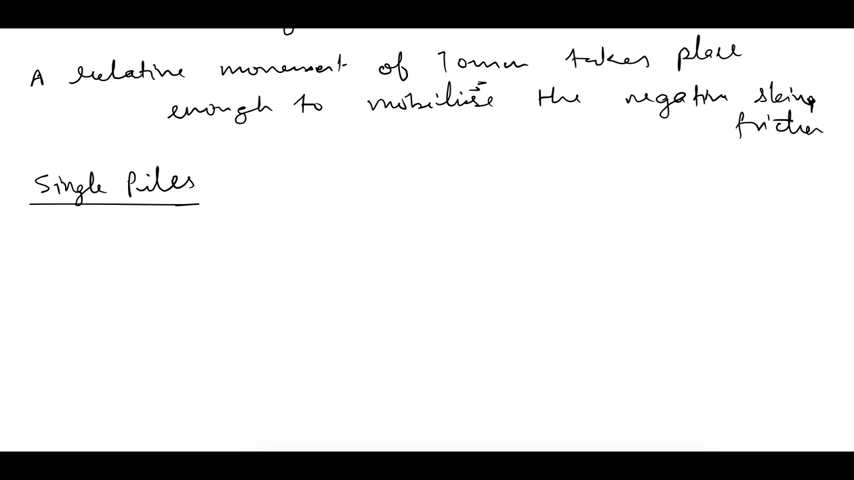 A relative movement of 10mm takes place
enough to mobilise the negative skin
friction
Single Piles